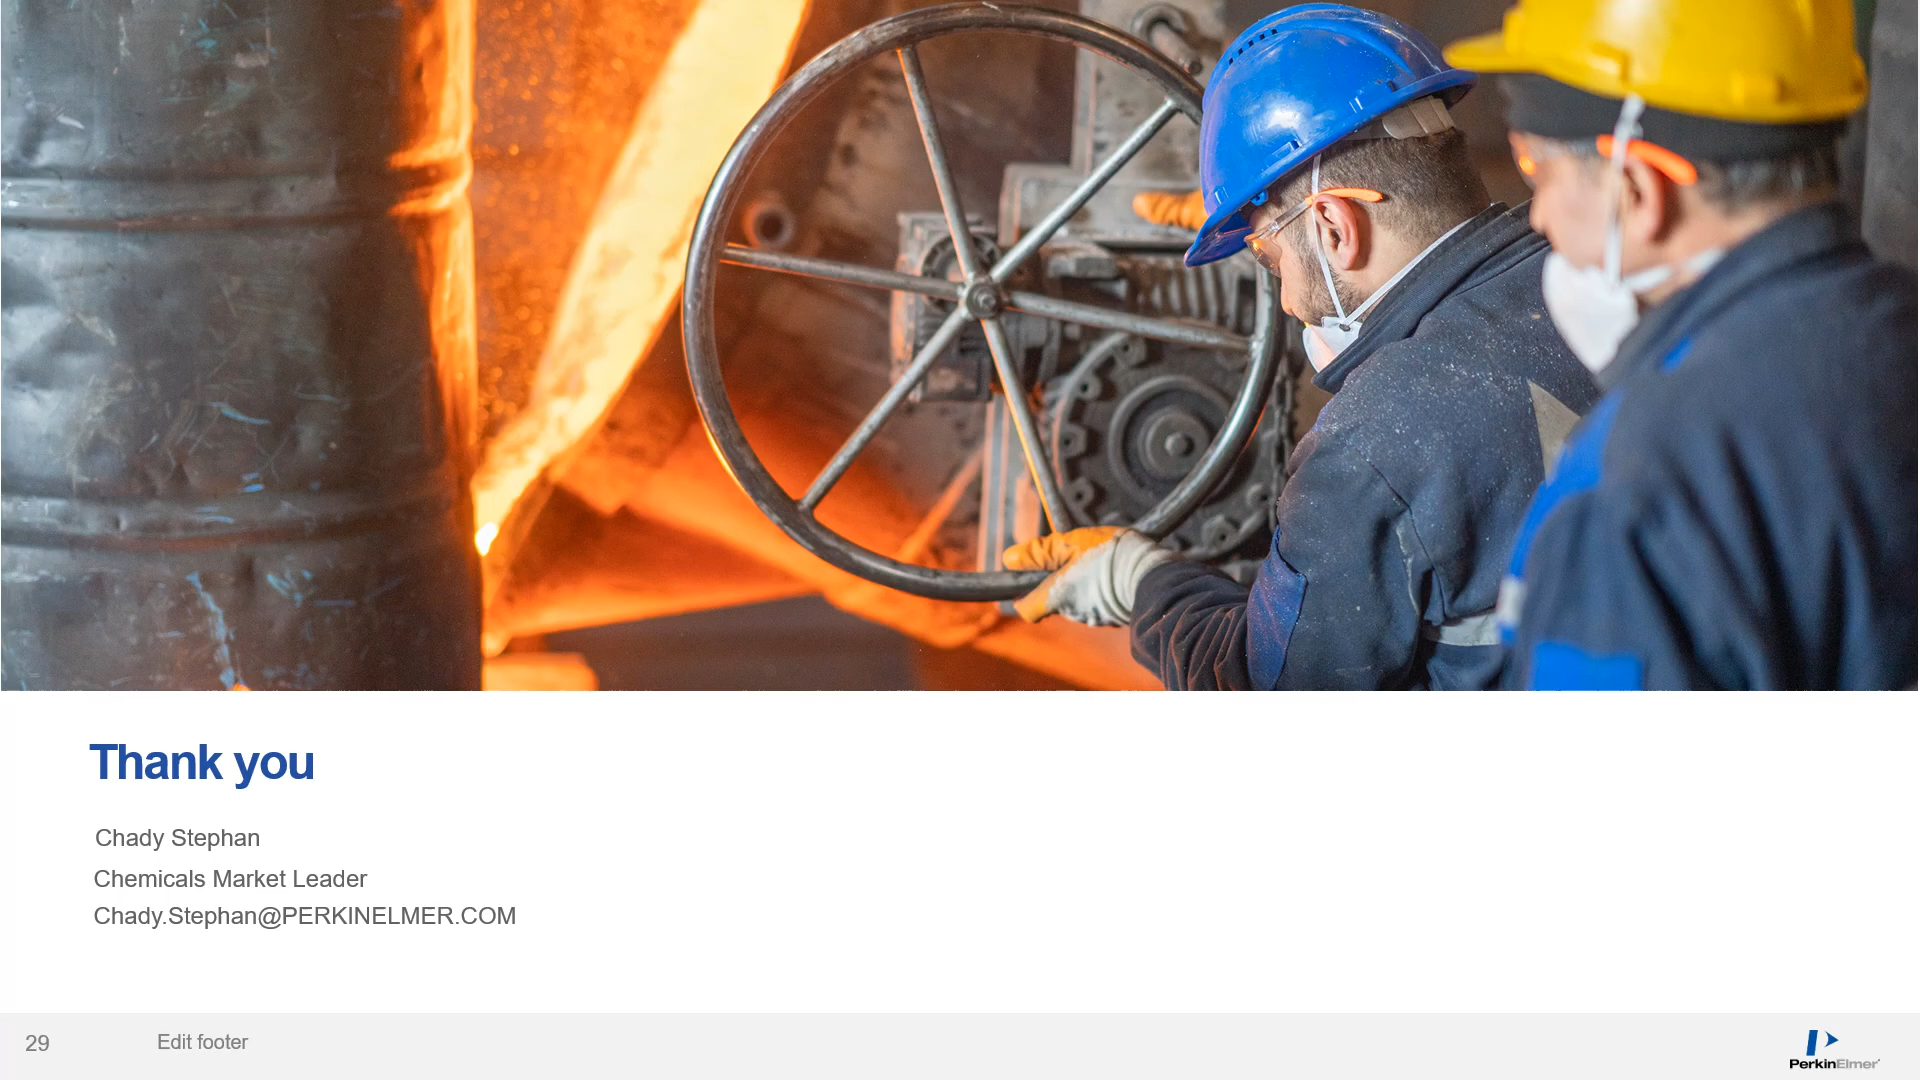 Thank you
Chady Stephan
Chemicals Market Leader
Chady.Stephan@PERKINELMER.COM
29
Edit footer
PerkinElmer